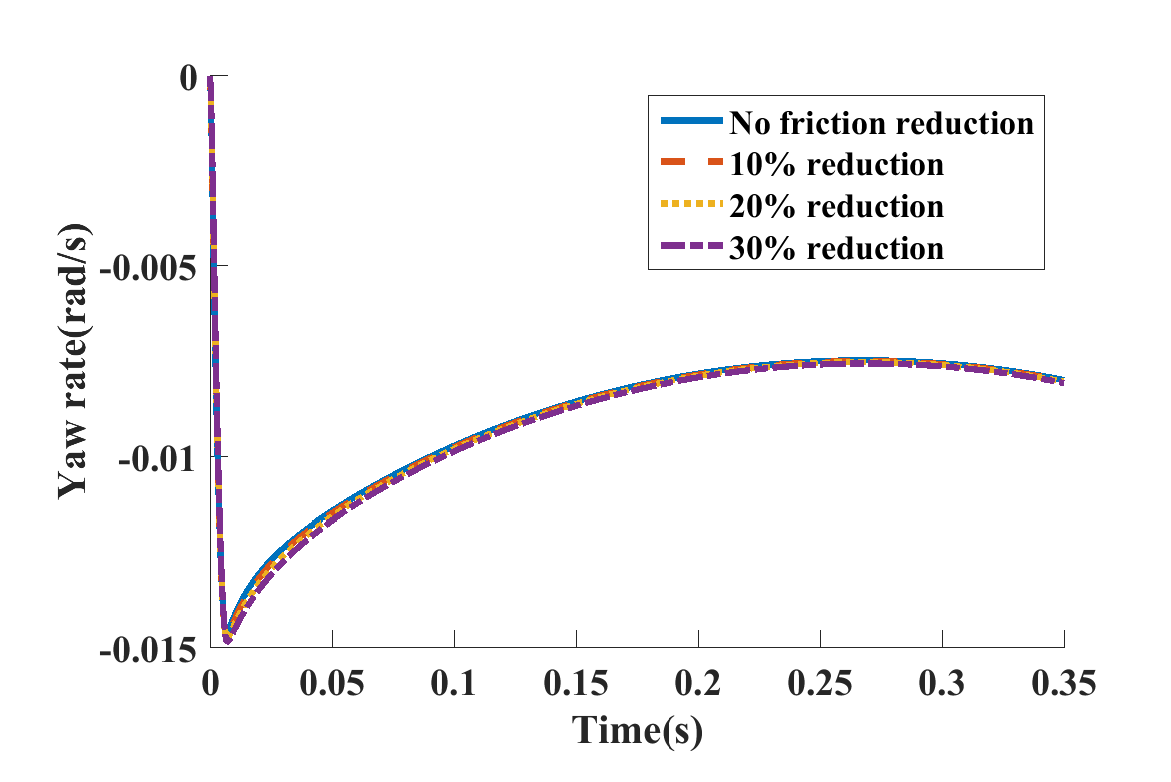 0
-0.005
-0.01
-0.015
Yaw rate(rad/s)
No friction reduction
10% reduction
20% reduction
30% reduction
0 0.05 0.1 0.15 0.2 0.25 0.3 0.35
Time(s)